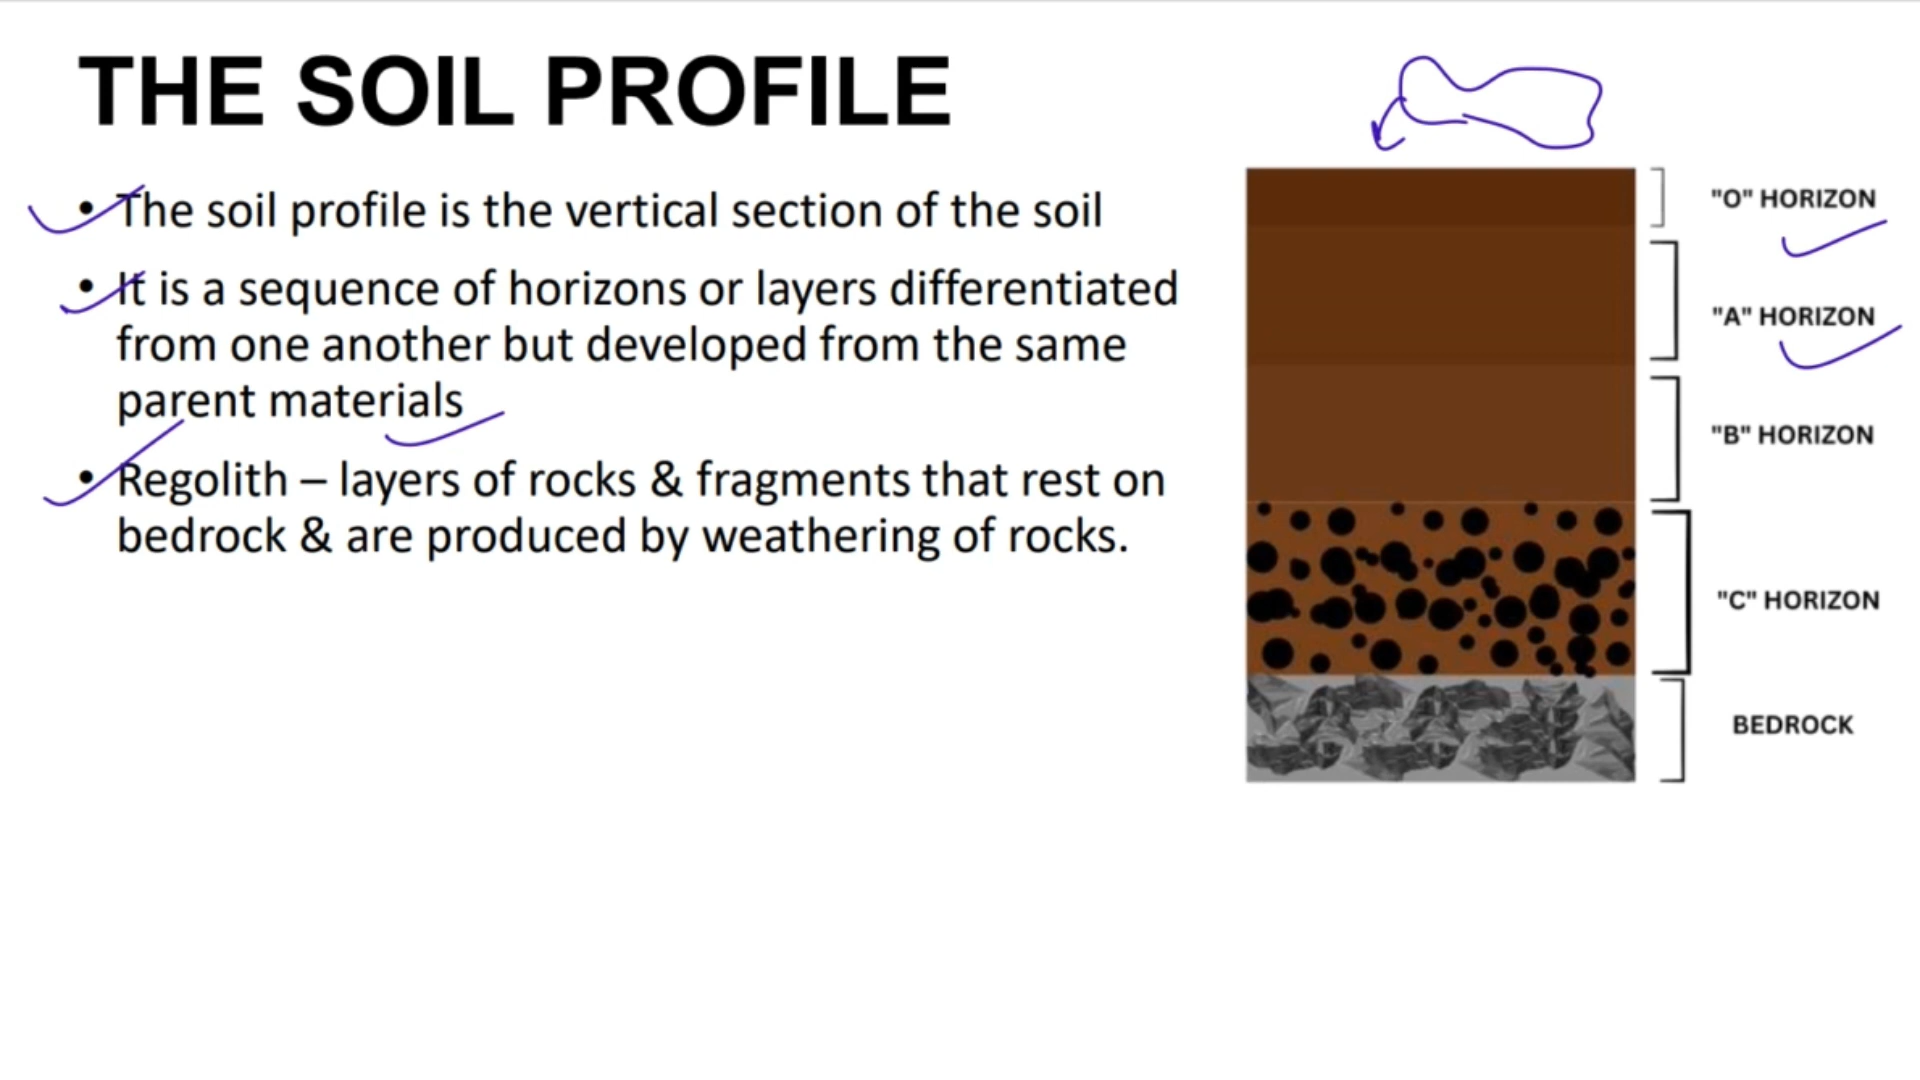 THE SOIL PROFILE
• The soil profile is the vertical section of the soil
• It is a sequence of horizons or layers differentiated
from one another but developed from the same
parent materials
• Regolith – layers of rocks & fragments that rest on
bedrock & are produced by weathering of rocks.
"O" HORIZON
"A" HORIZON
"B" HORIZON
"C" HORIZON
BEDROCK